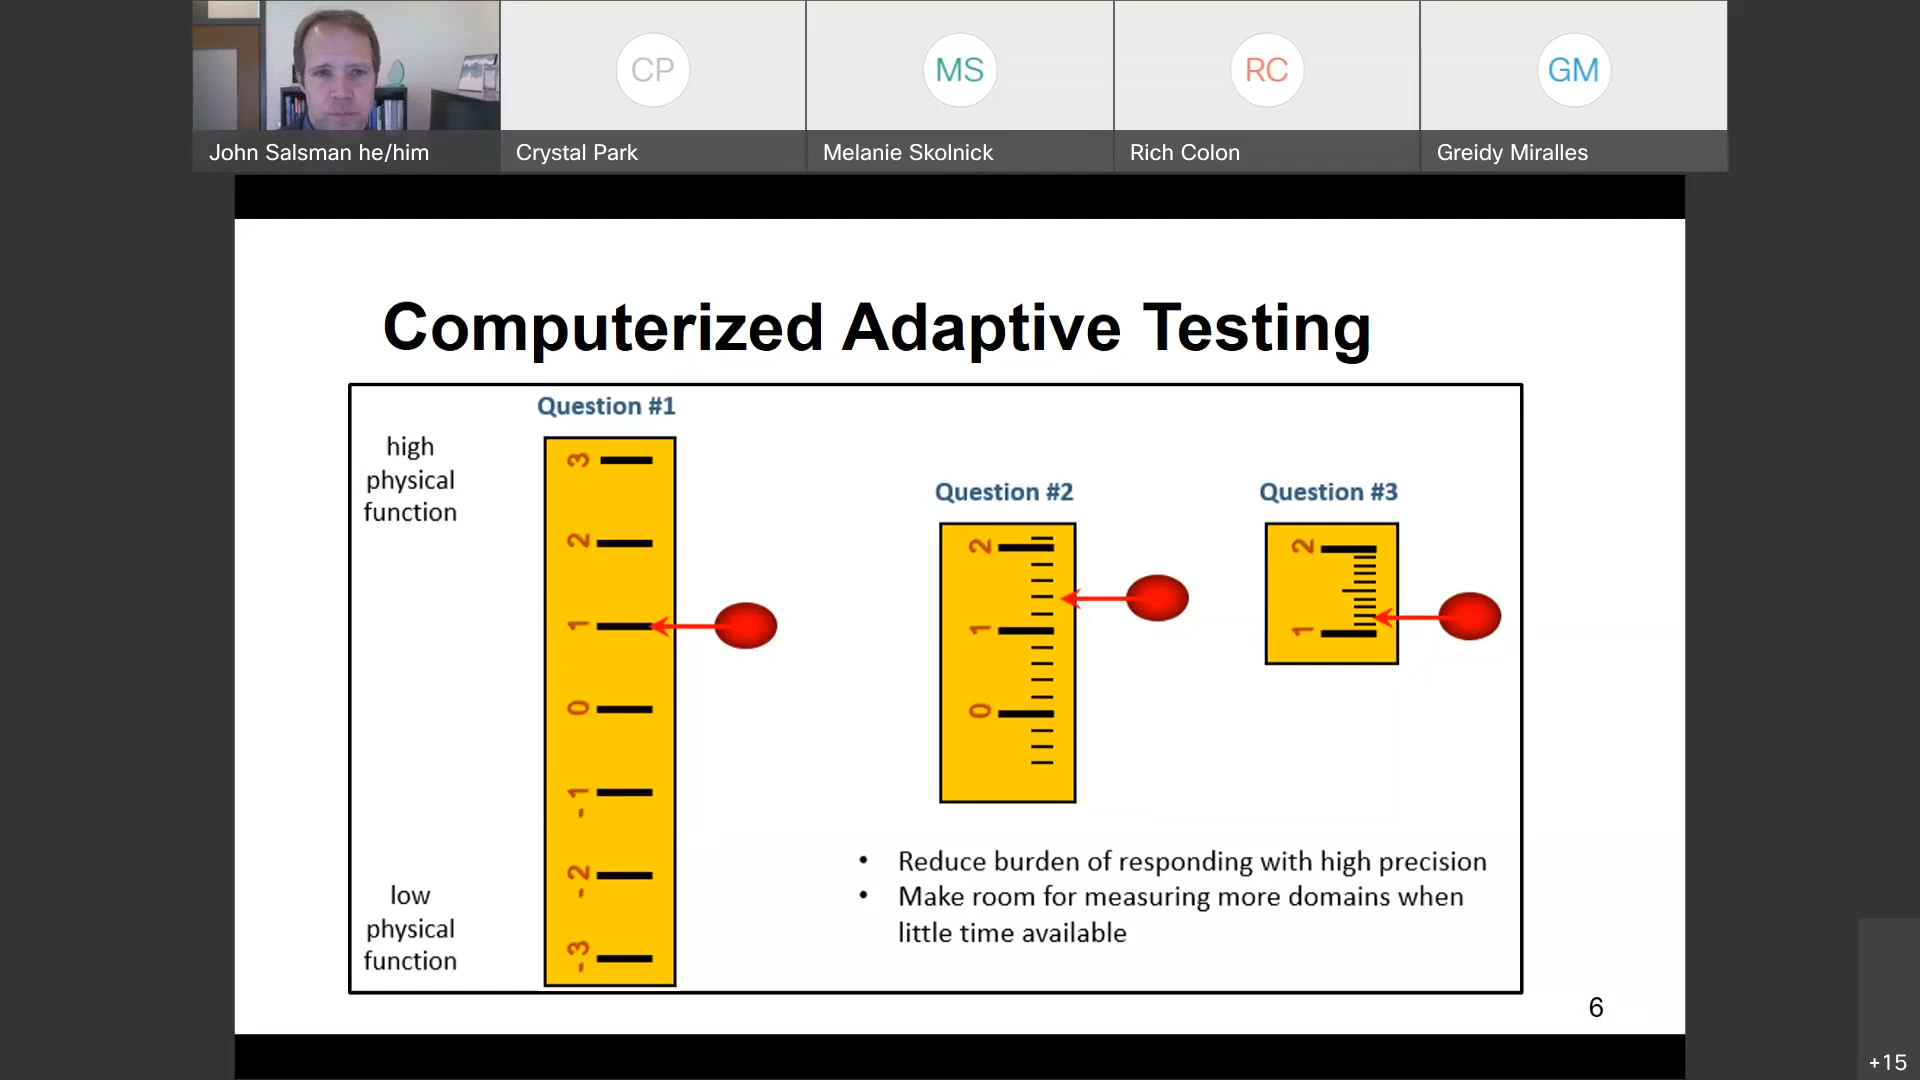 CP
MS
RC
GM
John Salsman he/him
Crystal Park
Melanie Skolnick
Rich Colon
Greidy Miralles
Computerized Adaptive Testing
Question #1
high
physical
function
3
2
1
0
-1
-2
-3
low
physical
function
Question #2
2
1
0
Question #3
2
1
• Reduce burden of responding with high precision
• Make room for measuring more domains when
little time available
6
+15